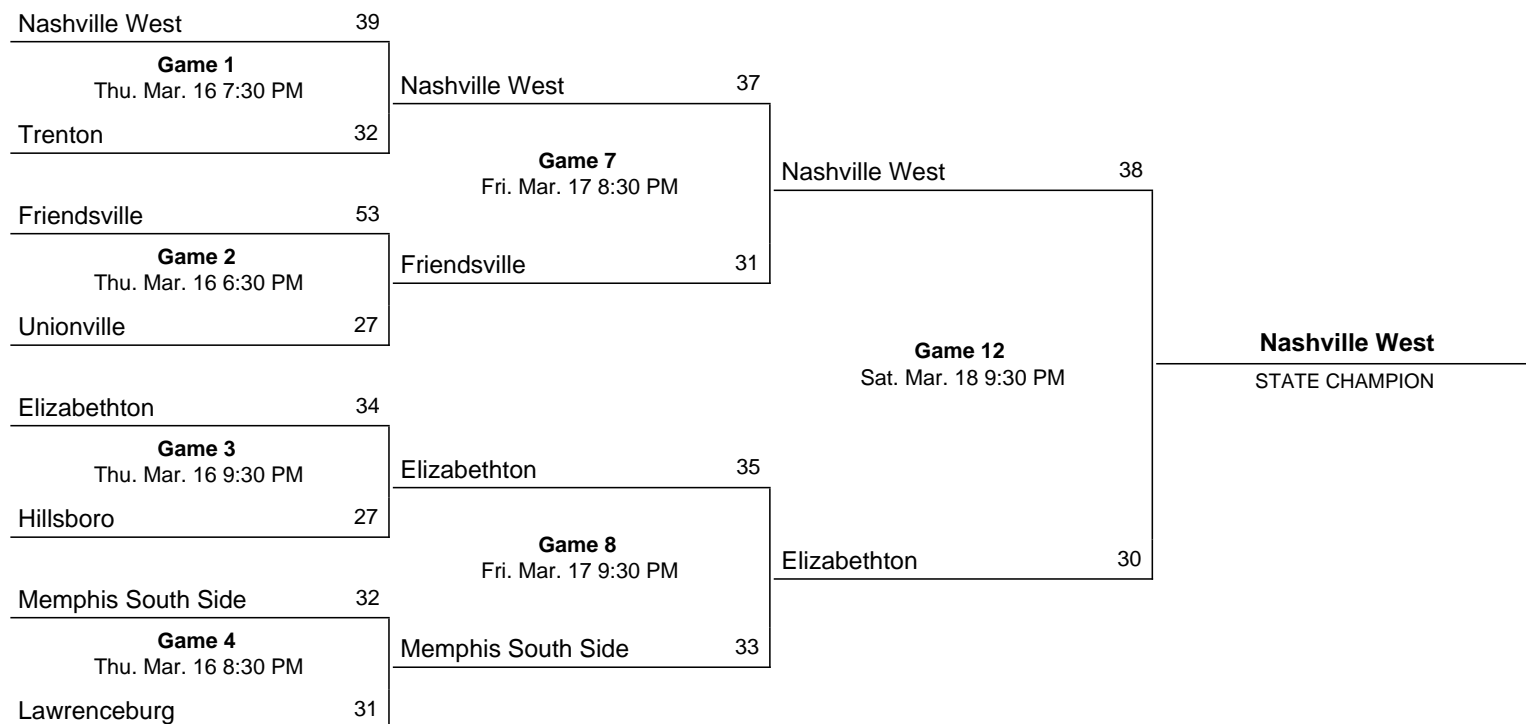 Nashville West 39
Game 1
Thu. Mar. 16 7:30 PM
Trenton 32
Friendsville 53
Game 2
Thu. Mar. 16 6:30 PM
Unionville 27
Elizabethton 34
Game 3
Thu. Mar. 16 9:30 PM
Hillsboro 27
Memphis South Side 32
Game 4
Thu. Mar. 16 8:30 PM
Lawrenceburg 31
Nashville West 37
Game 7
Fri. Mar. 17 8:30 PM
Friendsville 31
Elizabethton 35
Game 8
Fri. Mar. 17 9:30 PM
Memphis South Side 33
Nashville West 38
Game 12
Sat. Mar. 18 9:30 PM
Elizabethton 30
Nashville West
STATE CHAMPION